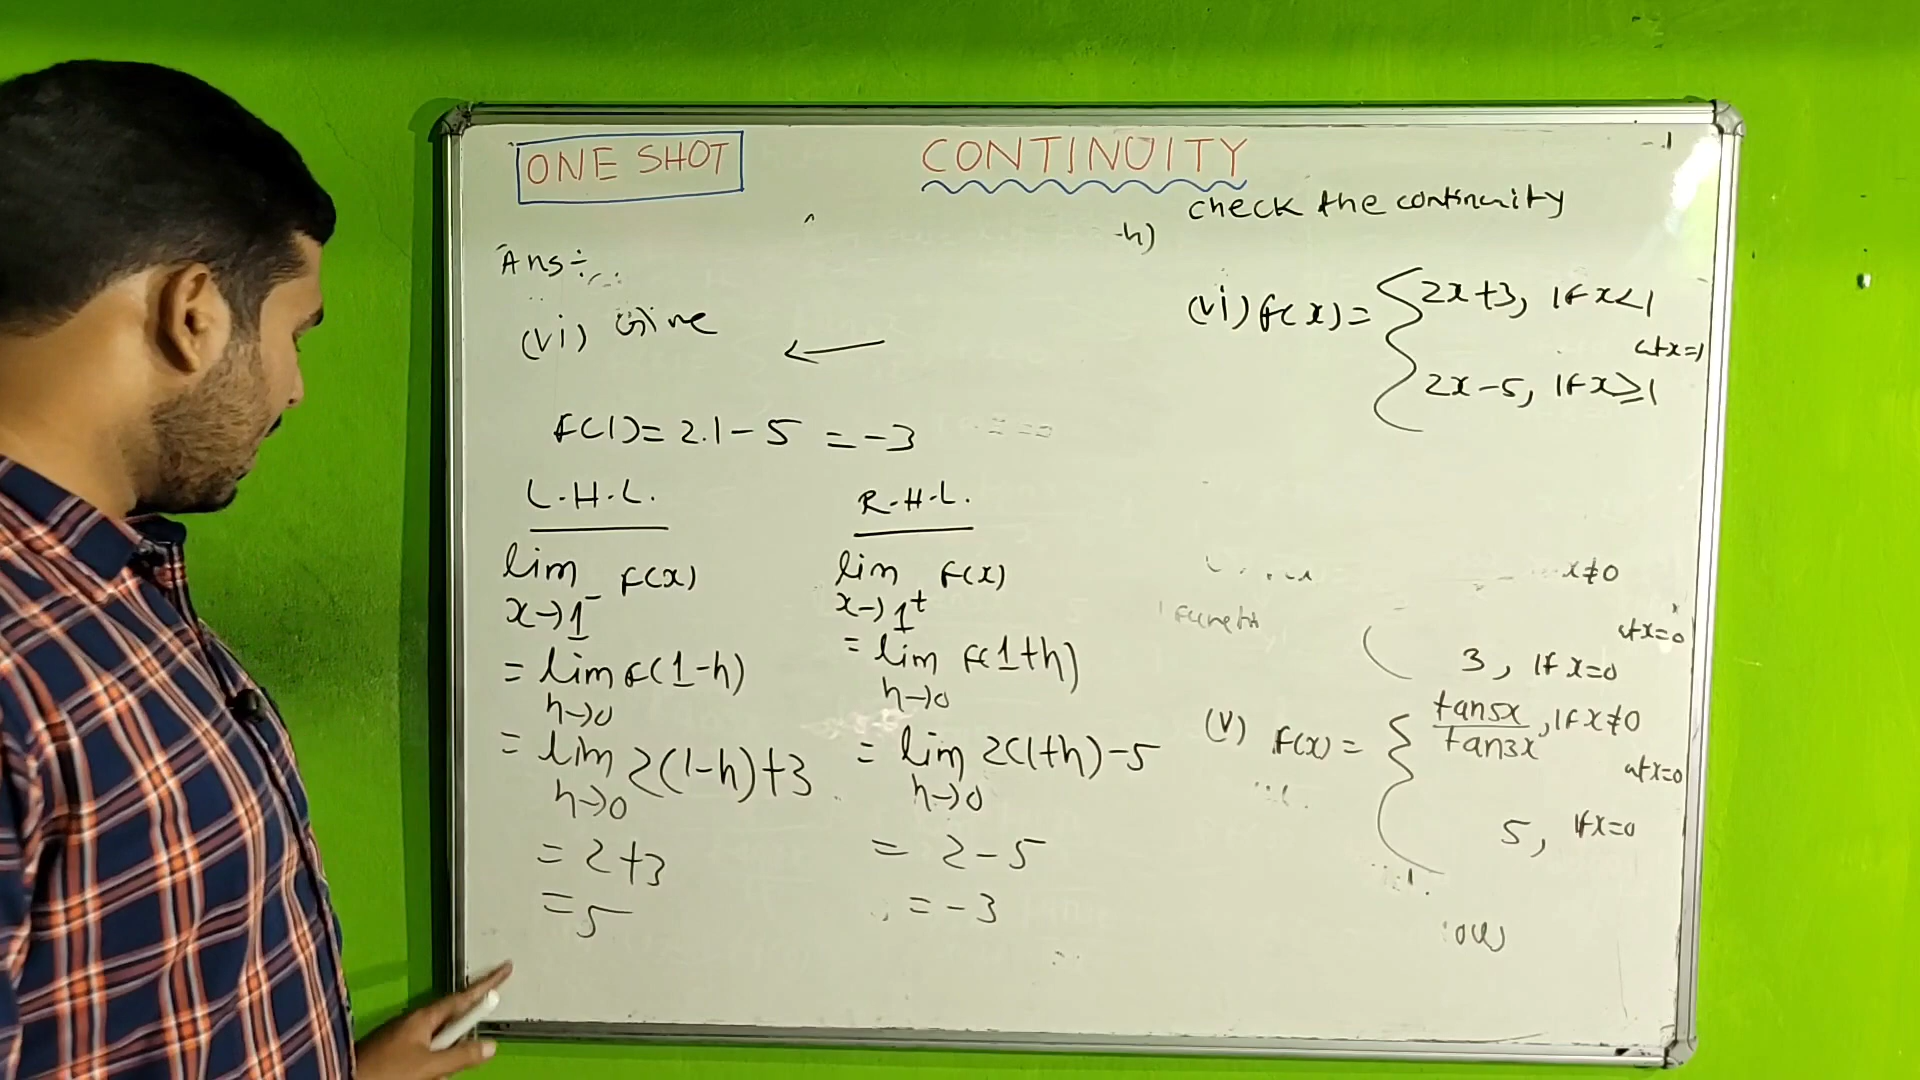 ONE SHOT
CONTINUITY
check the continuity
-h)
Ans:-
(vi) Give
f(1)= 2.1-5 = -3
L.H.L.
lim f(x)
x→1⁻
= lim f(1-h)
h→0
= lim 2(1-h)+3
h→0
= 2+3
= 5
R.H.L.
lim f(x)
x→1⁺
= lim f(1+h)
h→0
= lim 2(1+h)-5
h→0
= 2-5
= -3
(vi) f(x)= { 2x+3, If x<1
at x=1
2x-5, If x≥1
x≠0
at x=0
3, If x=0
(v) f(x) = { tan5x/tan3x, If x≠0
at x=0
5, If x=0